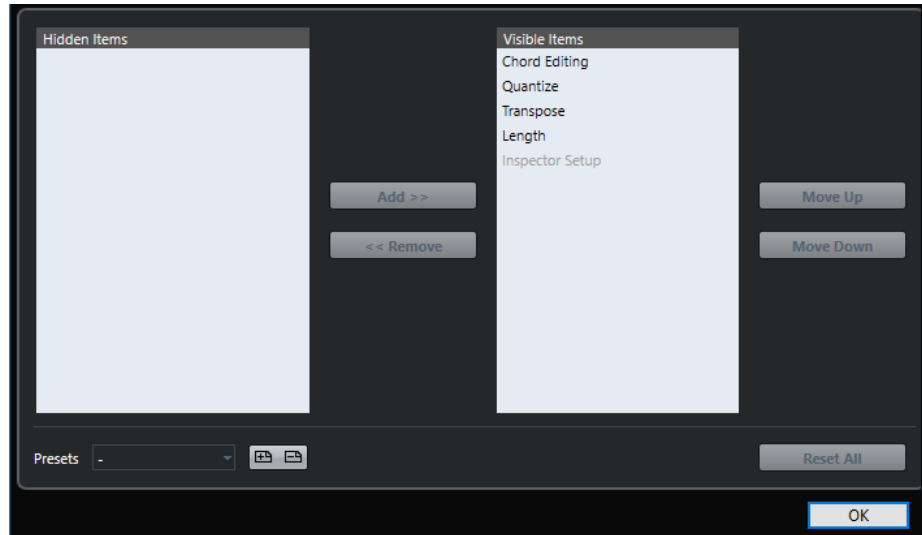 Hidden Items
Visible Items
Chord Editing
Quantize
Transpose
Length
Inspector Setup
Add >>
<< Remove
Move Up
Move Down
Presets -
Reset All
OK